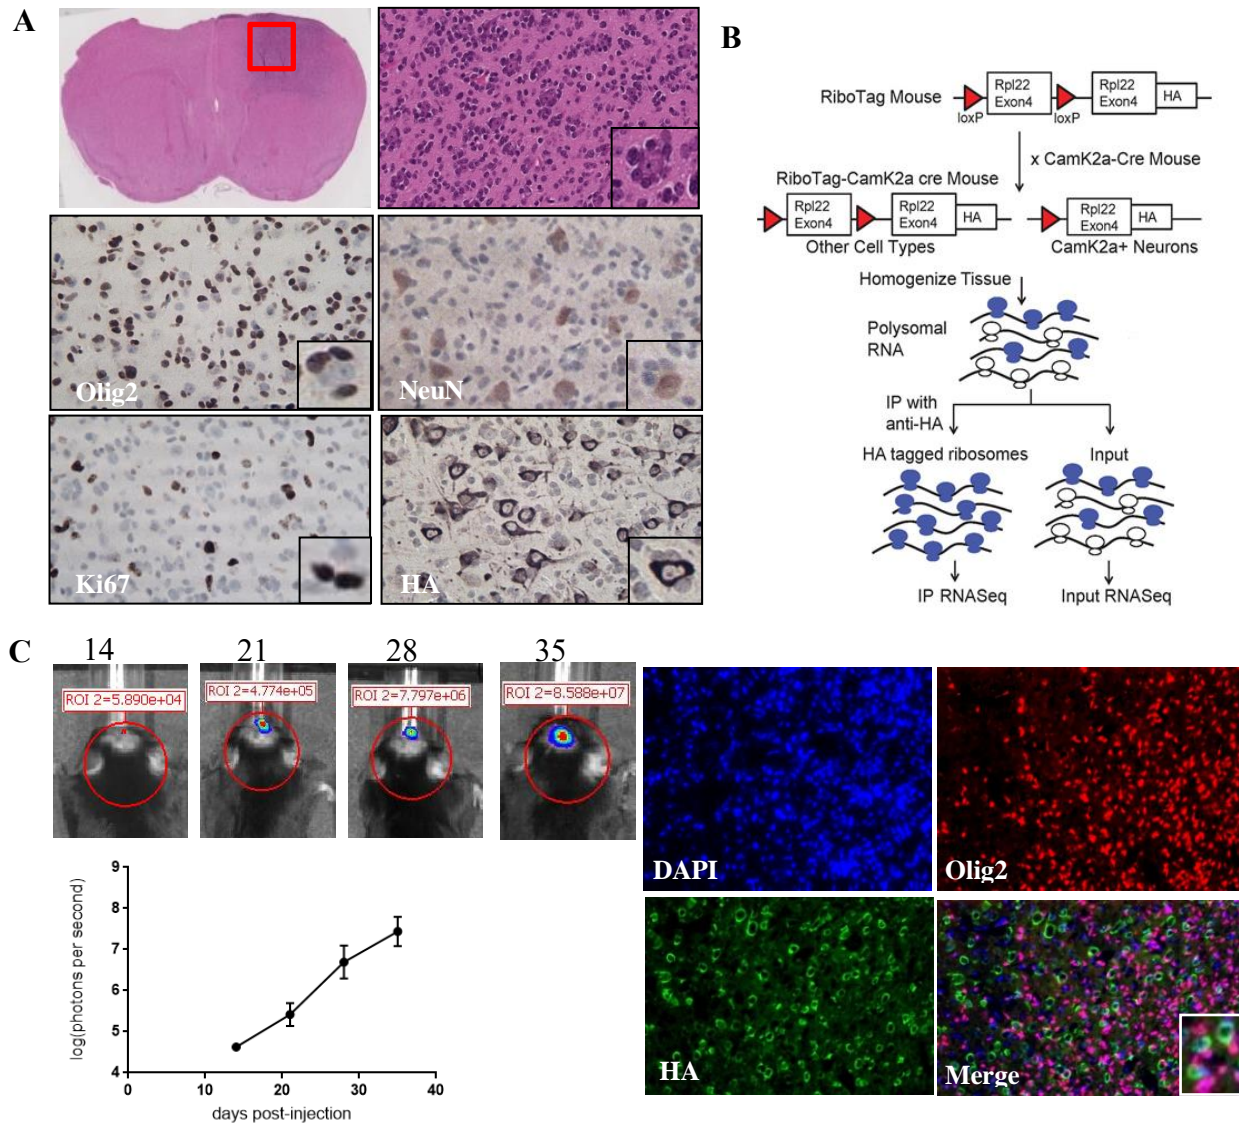 A
Olig2
NeuN
Ki67
HA
B
RiboTag Mouse
Rpl22
Exon4
Rpl22
Exon4
HA
loxP
loxP
x CamK2a-Cre Mouse
RiboTag-CamK2a cre Mouse
Rpl22
Exon4
Rpl22
Exon4
HA
Rpl22
Exon4
HA
Other Cell Types
CamK2a+ Neurons
Homogenize Tissue
Polysomal
RNA
IP with
anti-HA
HA tagged ribosomes
Input
IP RNASeq
Input RNASeq
C
14
21
28
35
ROI 2=5.890e+04
ROI 2=4.774e+05
ROI 2=7.797e+06
ROI 2=8.588e+07
9
8
7
6
5
4
log(photons per second)
0
10
20
30
40
days post-injection
DAPI
Olig2
HA
Merge